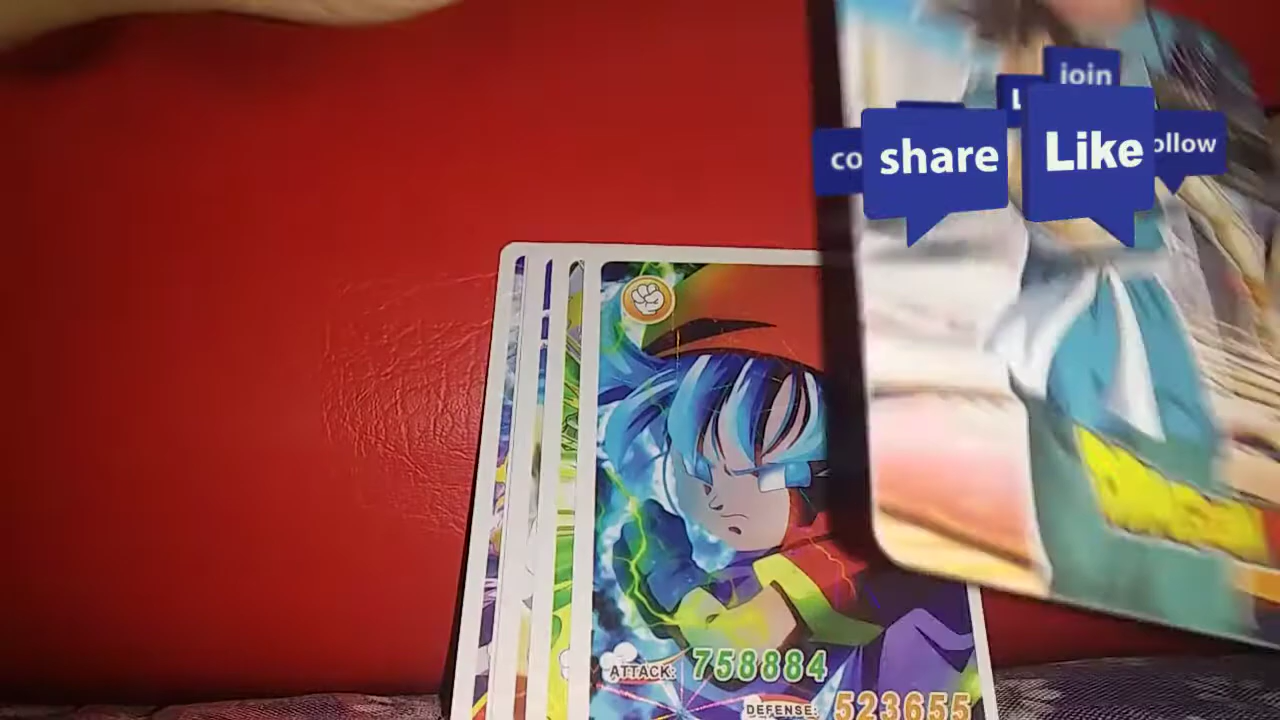 join
L
co
share
Like
ollow
ATTACK: 758884
DEFENSE: 523655